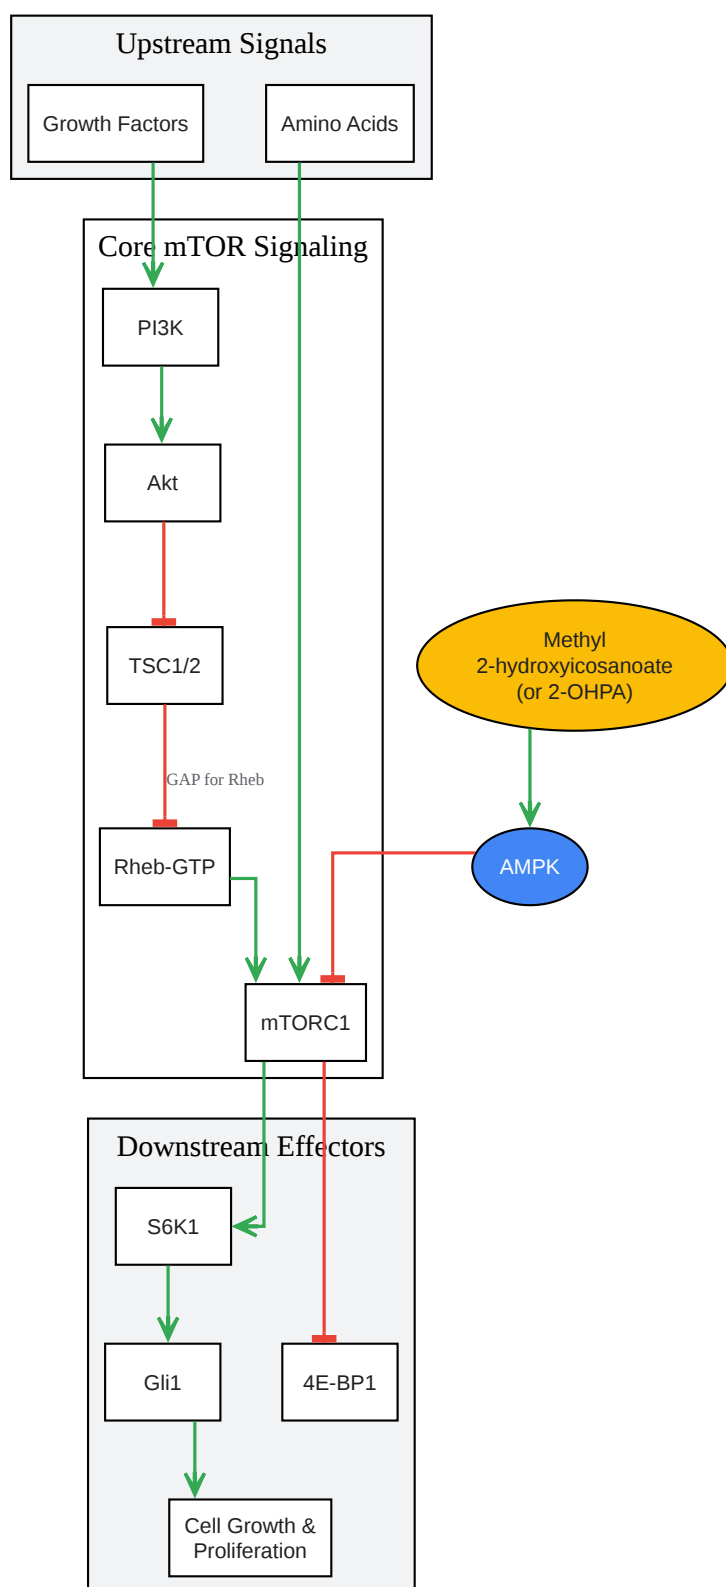 Upstream Signals
Growth Factors
Amino Acids
Core mTOR Signaling
PI3K
Akt
TSC1/2
Methyl
2-hydroxyicosanoate
(or 2-OHPA)
GAP for Rheb
Rheb-GTP
AMPK
mTORC1
Downstream Effectors
S6K1
Gli1
4E-BP1
Cell Growth &
Proliferation